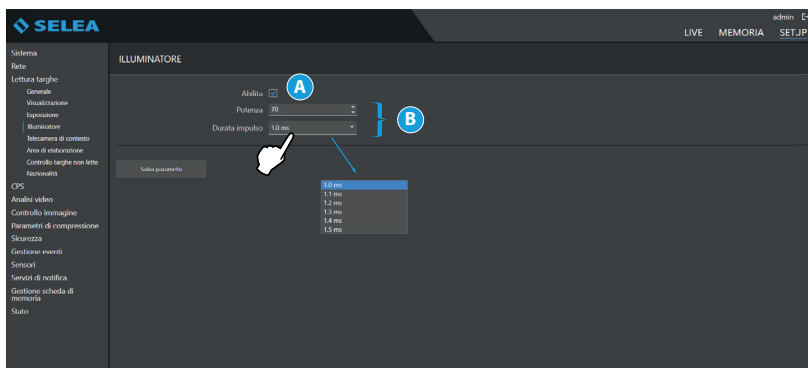 SELEA
admin
LIVE MEMORIA SETUP
Sistema
Rete
Lettura targhe
Generale
Visualizzazione
Esposizione
Illuminatore
Telecamera di contesto
Area di elaborazione
Controllo targhe non lette
Nazionalità
CPS
Analisi video
Controllo immagine
Parametri di compressione
Sicurezza
Gestione eventi
Sensori
Servizi di notifica
Gestione scheda di
memoria
Stato
ILLUMINATORE
Abilita
A
Potenza 70
B
Durata impulso 1.0 ms
Salva parametri
1.0 ms
1.1 ms
1.2 ms
1.3 ms
1.4 ms
1.5 ms